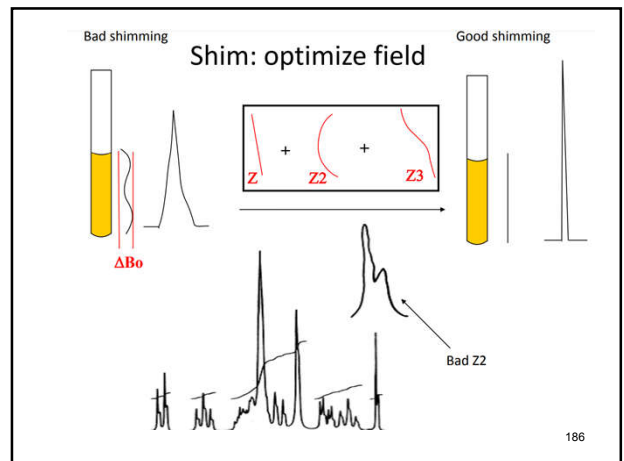 Bad shimming
Good shimming
Shim: optimize field
Z + Z2 + Z3
ΔBo
Bad Z2
186